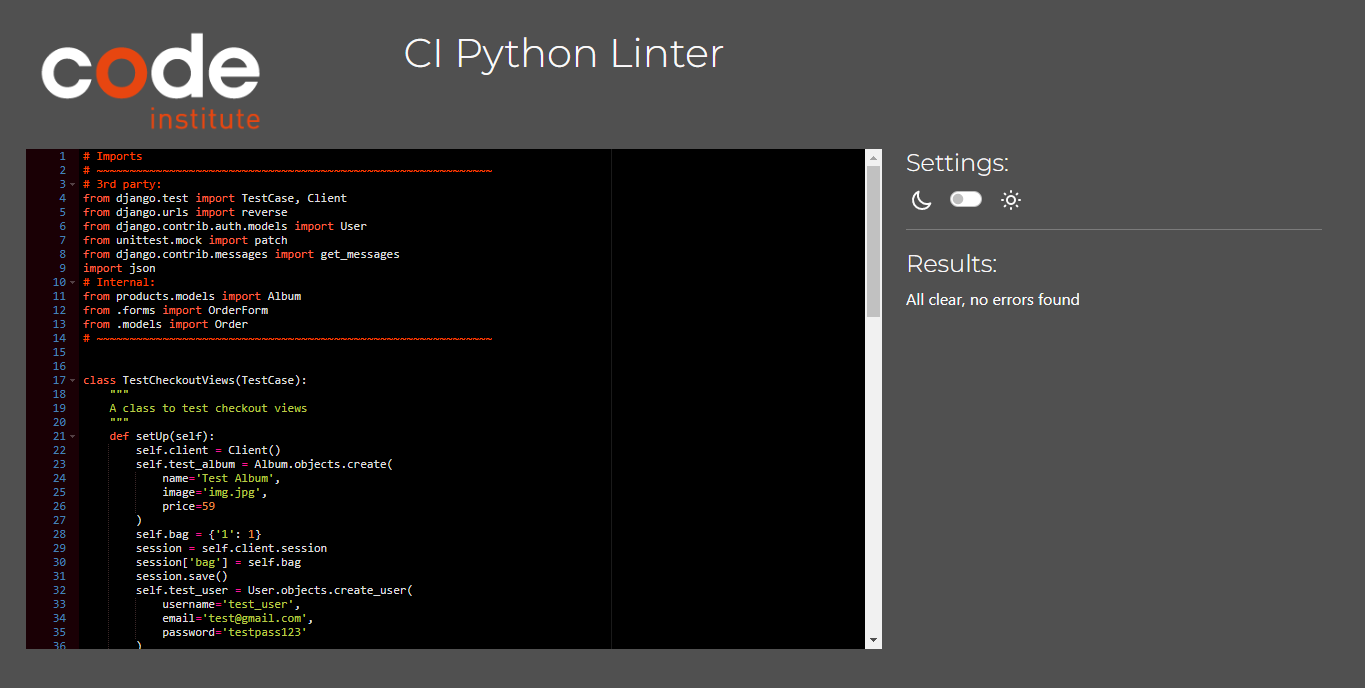 code
institute
CI Python Linter
1 # Imports
2 # ~~~~~~~~~~~~~~~~~~~~~~~~~~~~~~~~~~~~~~~~~~~~~~~~~~~~~~~~~~~~
3 # 3rd party:
4 from django.test import TestCase, Client
5 from django.urls import reverse
6 from django.contrib.auth.models import User
7 from unittest.mock import patch
8 from django.contrib.messages import get_messages
9 import json
10 # Internal:
11 from products.models import Album
12 from .forms import OrderForm
13 from .models import Order
14 # ~~~~~~~~~~~~~~~~~~~~~~~~~~~~~~~~~~~~~~~~~~~~~~~~~~~~~~~~~~~~
15
16
17 class TestCheckoutViews(TestCase):
18     """
19     A class to test checkout views
20     """
21     def setUp(self):
22         self.client = Client()
23         self.test_album = Album.objects.create(
24             name='Test Album',
25             image='img.jpg',
26             price=59
27         )
28         self.bag = {'1': 1}
29         session = self.client.session
30         session['bag'] = self.bag
31         session.save()
32         self.test_user = User.objects.create_user(
33             username='test_user',
34             email='test@gmail.com',
35             password='testpass123'
36         )
Settings:
Results:
All clear, no errors found